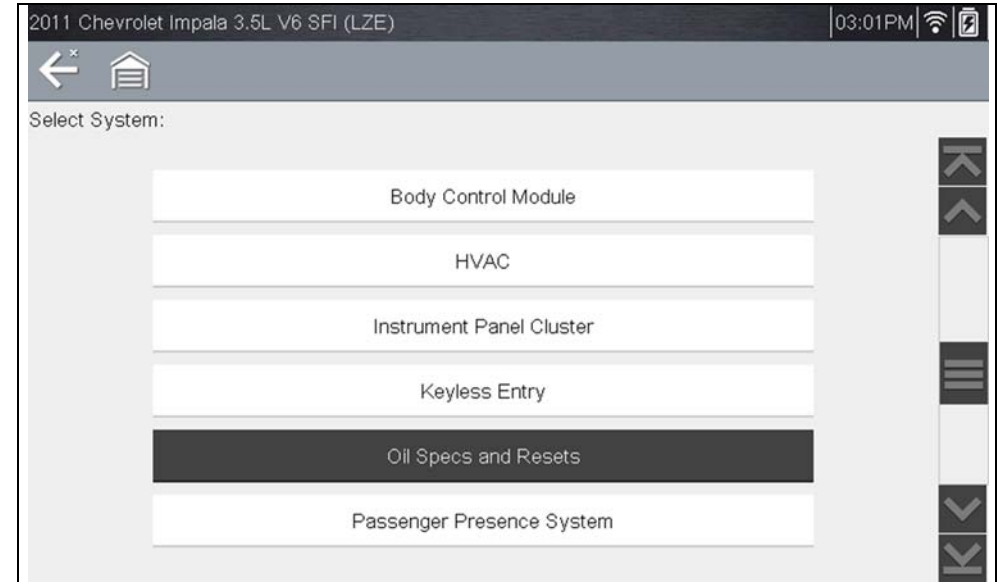 2011 Chevrolet Impala 3.5L V6 SFI (LZE) 03:01PM
Select System:
Body Control Module
HVAC
Instrument Panel Cluster
Keyless Entry
Oil Specs and Resets
Passenger Presence System